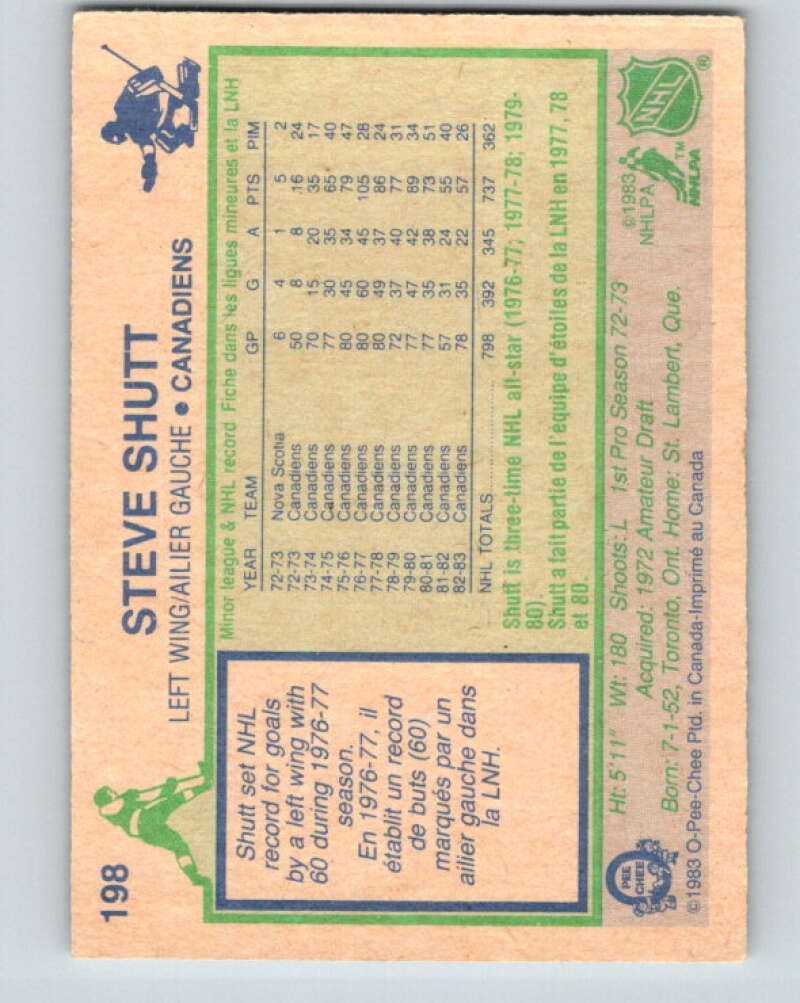 198
STEVE SHUTT
LEFT WING/AILIER GAUCHE • CANADIENS
Shutt set NHL
record for goals
by a left wing with
60 during 1976-77
season.
En 1976-77, il
établit un record
de buts (60)
marqués par un
ailier gauche dans
la LNH.
Minor league & NHL record Fiche dans les ligues mineures et la LNH
YEAR TEAM GP G A PTS PIM
72-73 Nova Scotia 6 4 1 5 2
72-73 Canadiens 50 8 8 16 24
73-74 Canadiens 70 15 20 35 17
74-75 Canadiens 77 30 35 65 40
75-76 Canadiens 80 45 34 79 47
76-77 Canadiens 80 60 45 105 28
77-78 Canadiens 80 49 37 86 24
78-79 Canadiens 72 37 40 77 31
79-80 Canadiens 77 47 42 89 34
80-81 Canadiens 77 35 38 73 51
81-82 Canadiens 57 31 24 55 40
82-83 Canadiens 78 35 22 57 26
NHL TOTALS 798 392 345 737 362
Shutt is three-time NHL all-star (1976-77; 1977-78; 1979-
80).
Shutt a fait partie de l'équipe d'étoiles de la LNH en 1977, 78
et 80.
O PEE CHEE
Ht: 5'11" Wt: 180 Shoots: L 1st Pro Season 72-73
Acquired: 1972 Amateur Draft
Born: 7-1-52, Toronto, Ont. Home: St. Lambert, Que.
©1983 O-Pee-Chee Ptd. in Canada-Imprimé au Canada
©1983
NHLPA
NHLPA™
NHL®